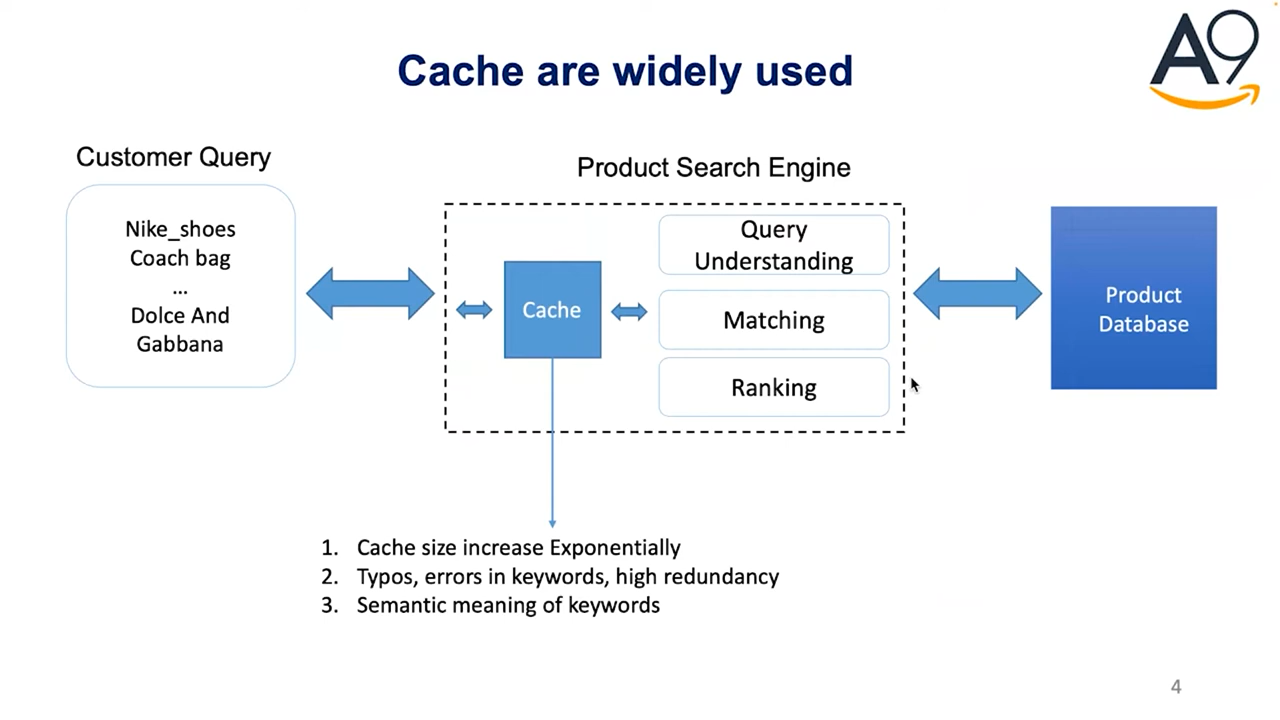 A9
Cache are widely used
Customer Query
Nike_shoes
Coach bag
...
Dolce And
Gabbana
Product Search Engine
Cache
Query
Understanding
Matching
Ranking
Product
Database
1. Cache size increase Exponentially
2. Typos, errors in keywords, high redundancy
3. Semantic meaning of keywords
4